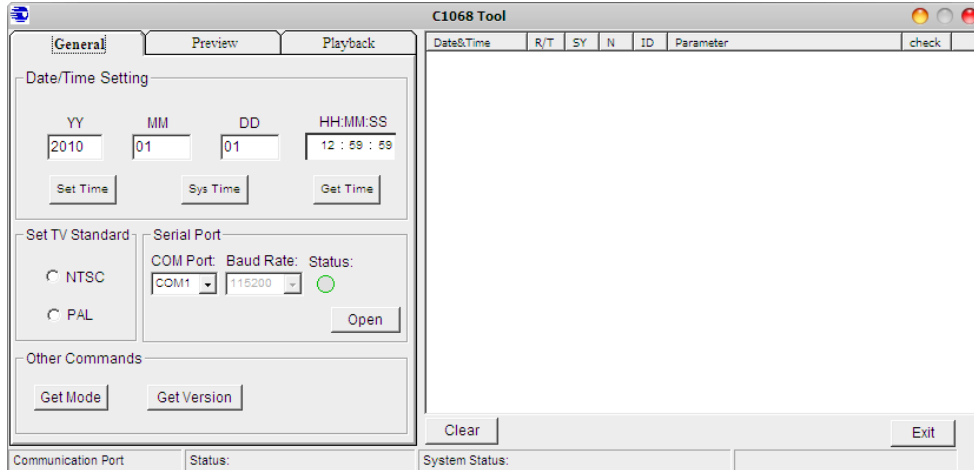 C1068 Tool
General Preview Playback
Date&Time R/T SY N ID Parameter check
Date/Time Setting
YY MM DD HH:MM:SS
2010 01 01 12 : 59 : 59
Set Time Sys Time Get Time
Set TV Standard Serial Port
COM Port: Baud Rate: Status:
NTSC COM1 115200
PAL Open
Other Commands
Get Mode Get Version
Clear Exit
Communication Port Status: System Status: